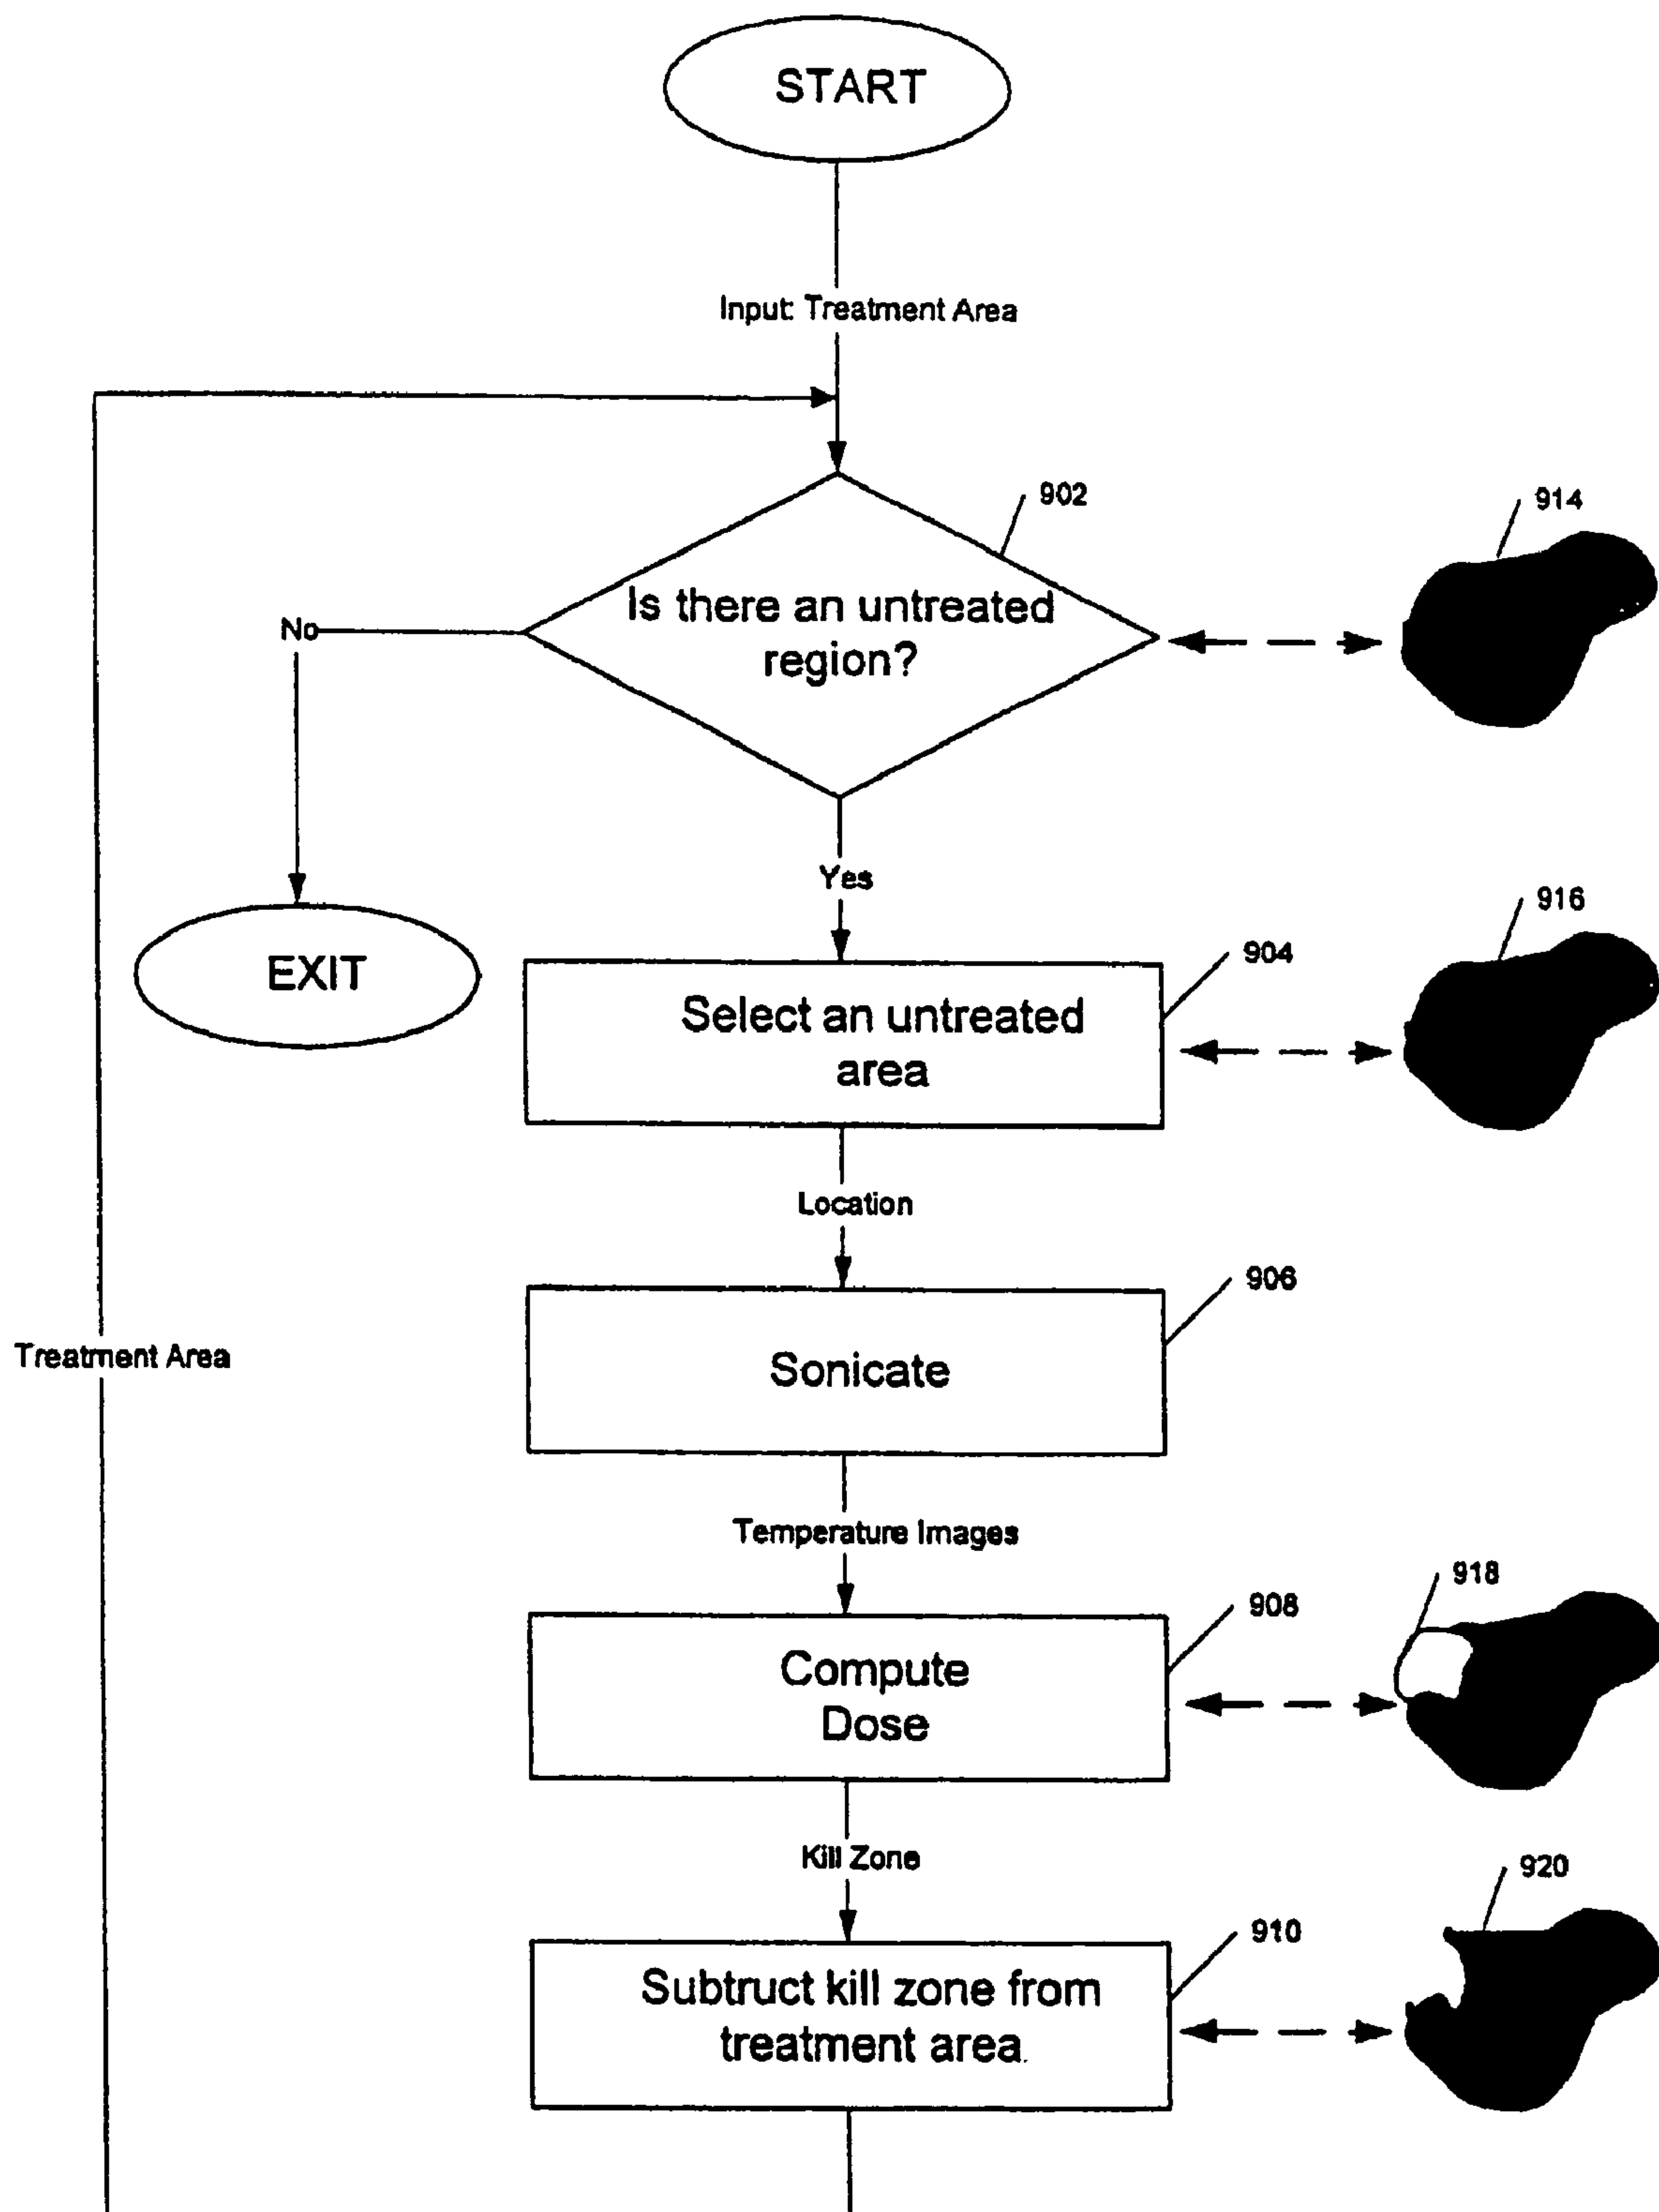 START
Input: Treatment Area
902
914
Is there an untreated
region?
No
Yes
916
EXIT
904
Select an untreated
area
Location
906
Treatment Area
Sonicate
Temperature Images
918
908
Compute
Dose
Kill Zone
920
910
Subtruct kill zone from
treatment area.